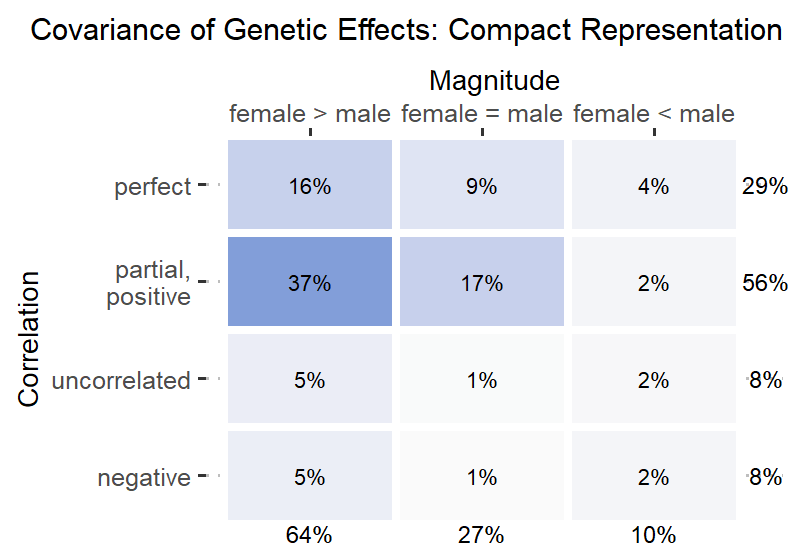 Covariance of Genetic Effects: Compact Representation
Magnitude
female > male female = male female < male
perfect 16% 9% 4% 29%
partial,
positive 37% 17% 2% 56%
Correlation
uncorrelated 5% 1% 2% 8%
negative 5% 1% 2% 8%
64% 27% 10%